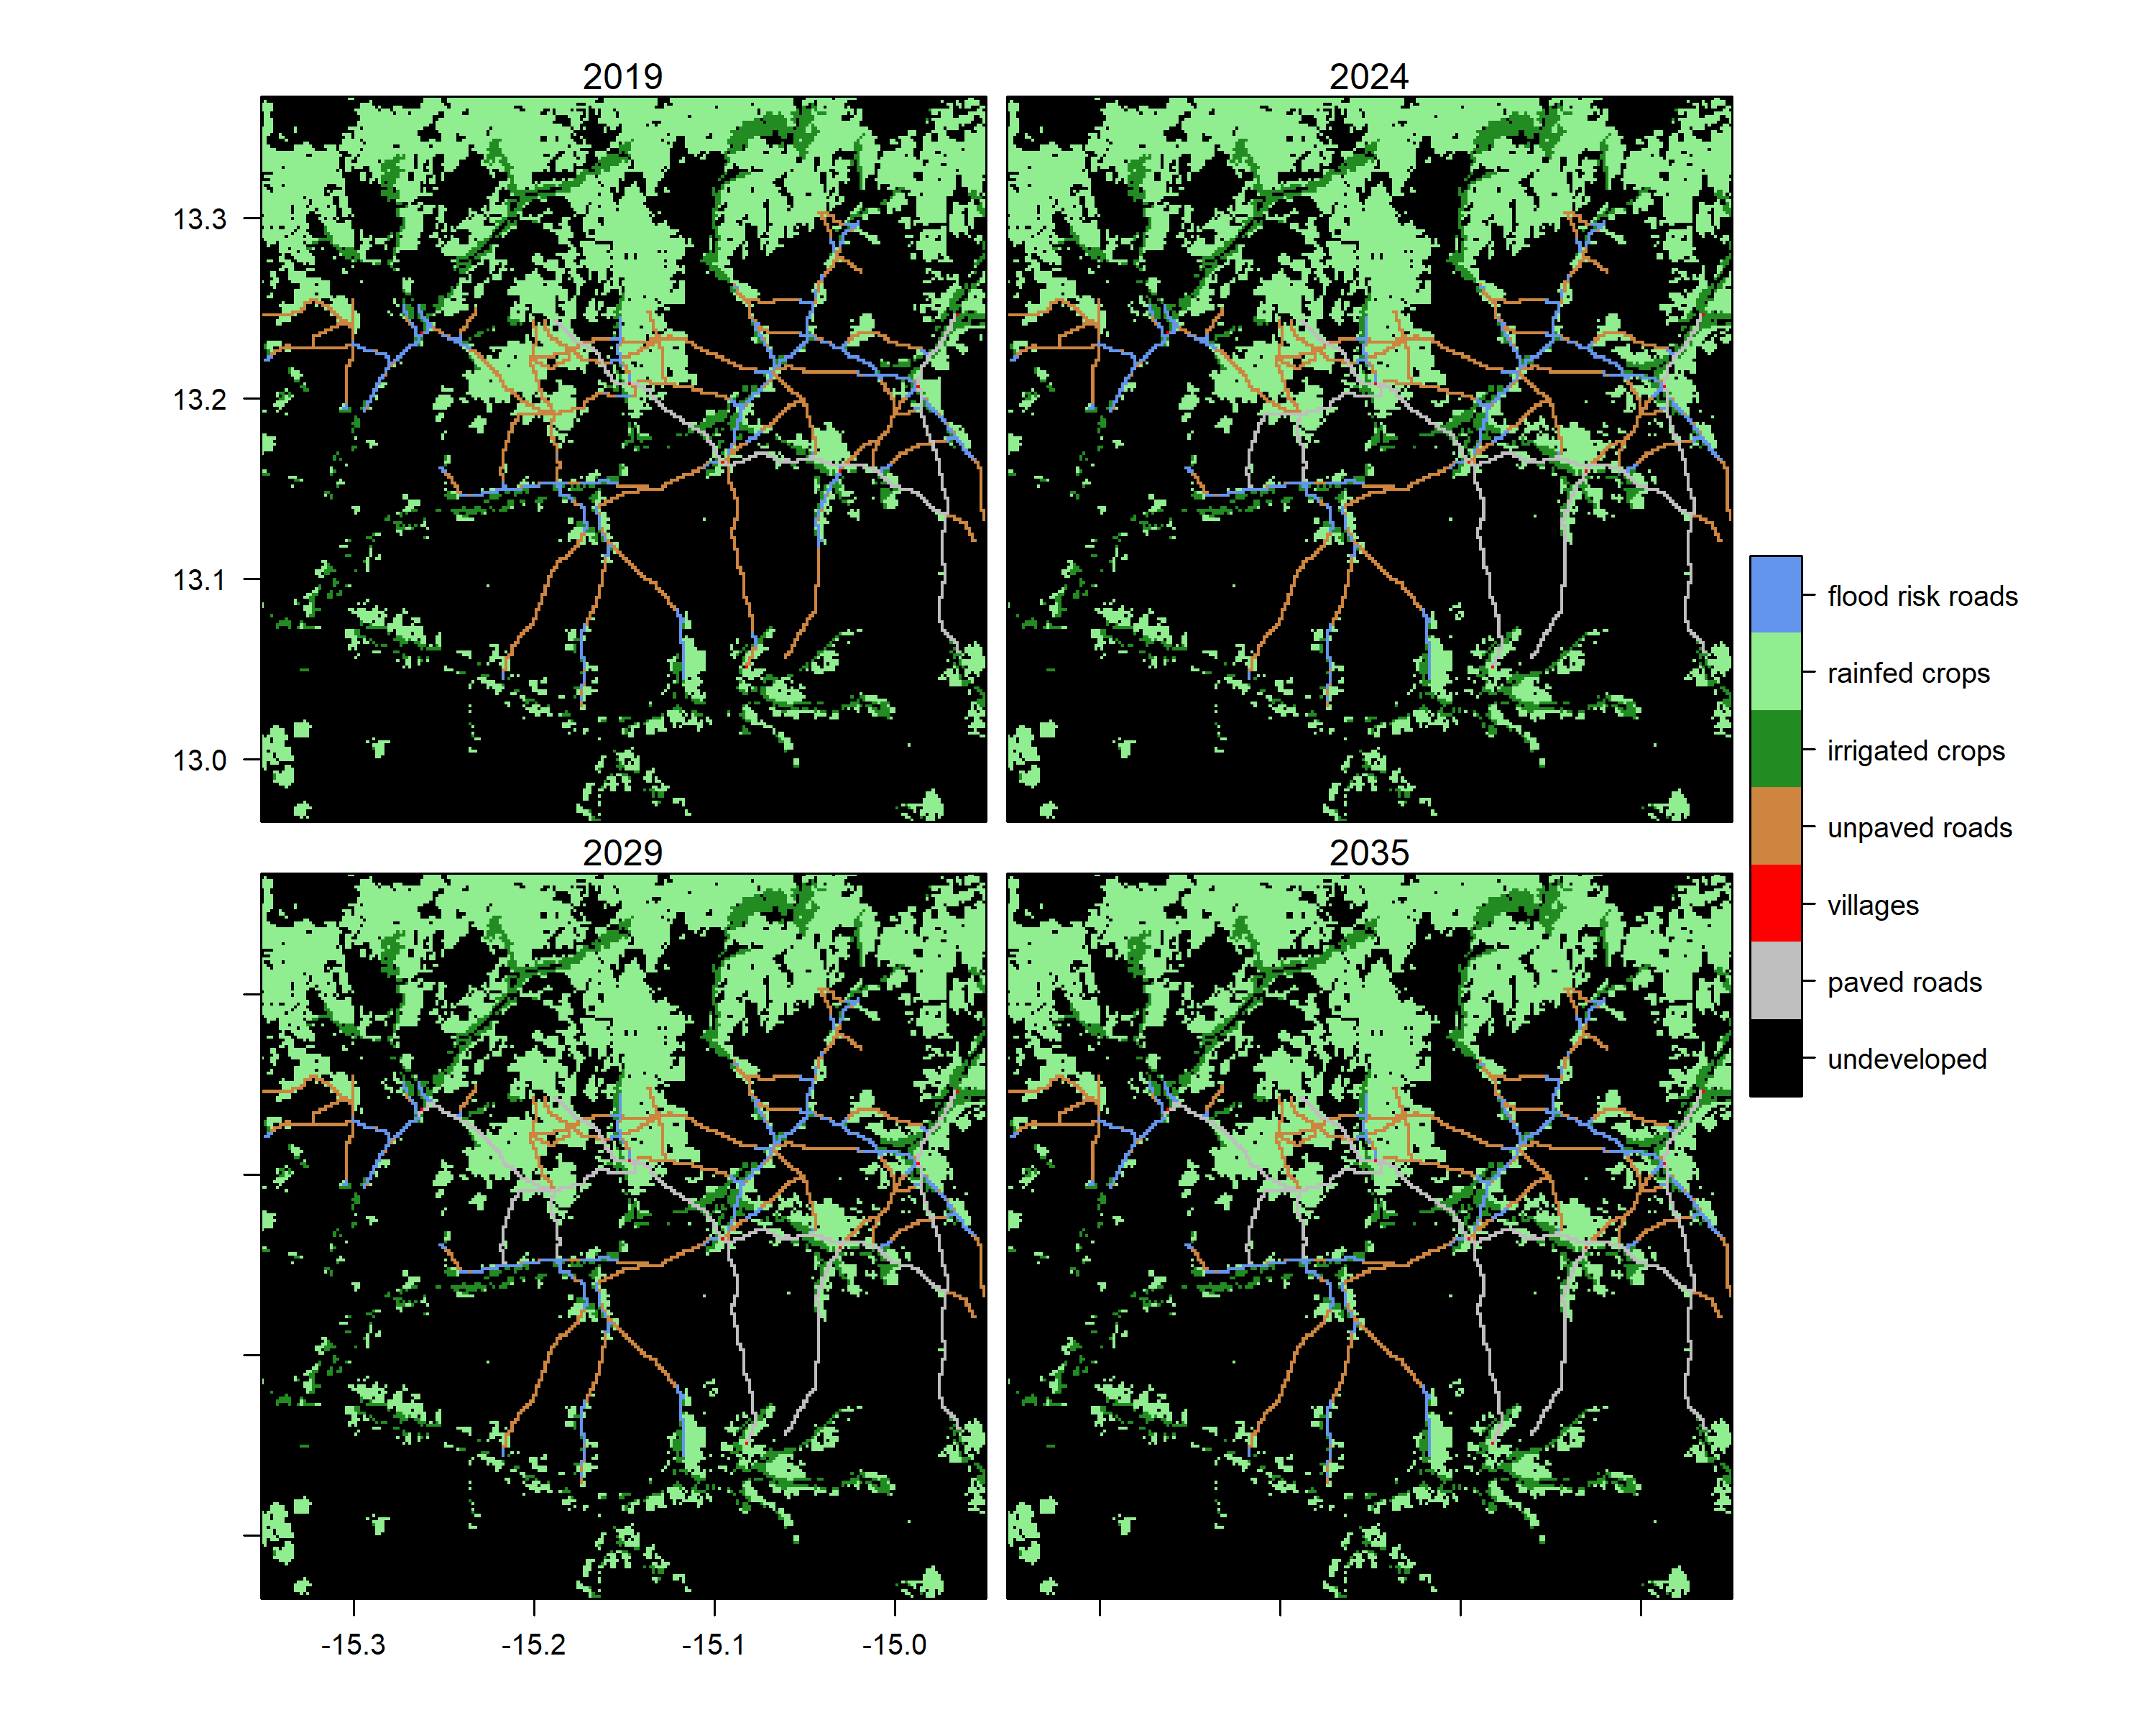 2019
2024
13.3
13.2
13.1
13.0
2029
2035
flood risk roads
rainfed crops
irrigated crops
unpaved roads
villages
paved roads
undeveloped
-15.3
-15.2
-15.1
-15.0